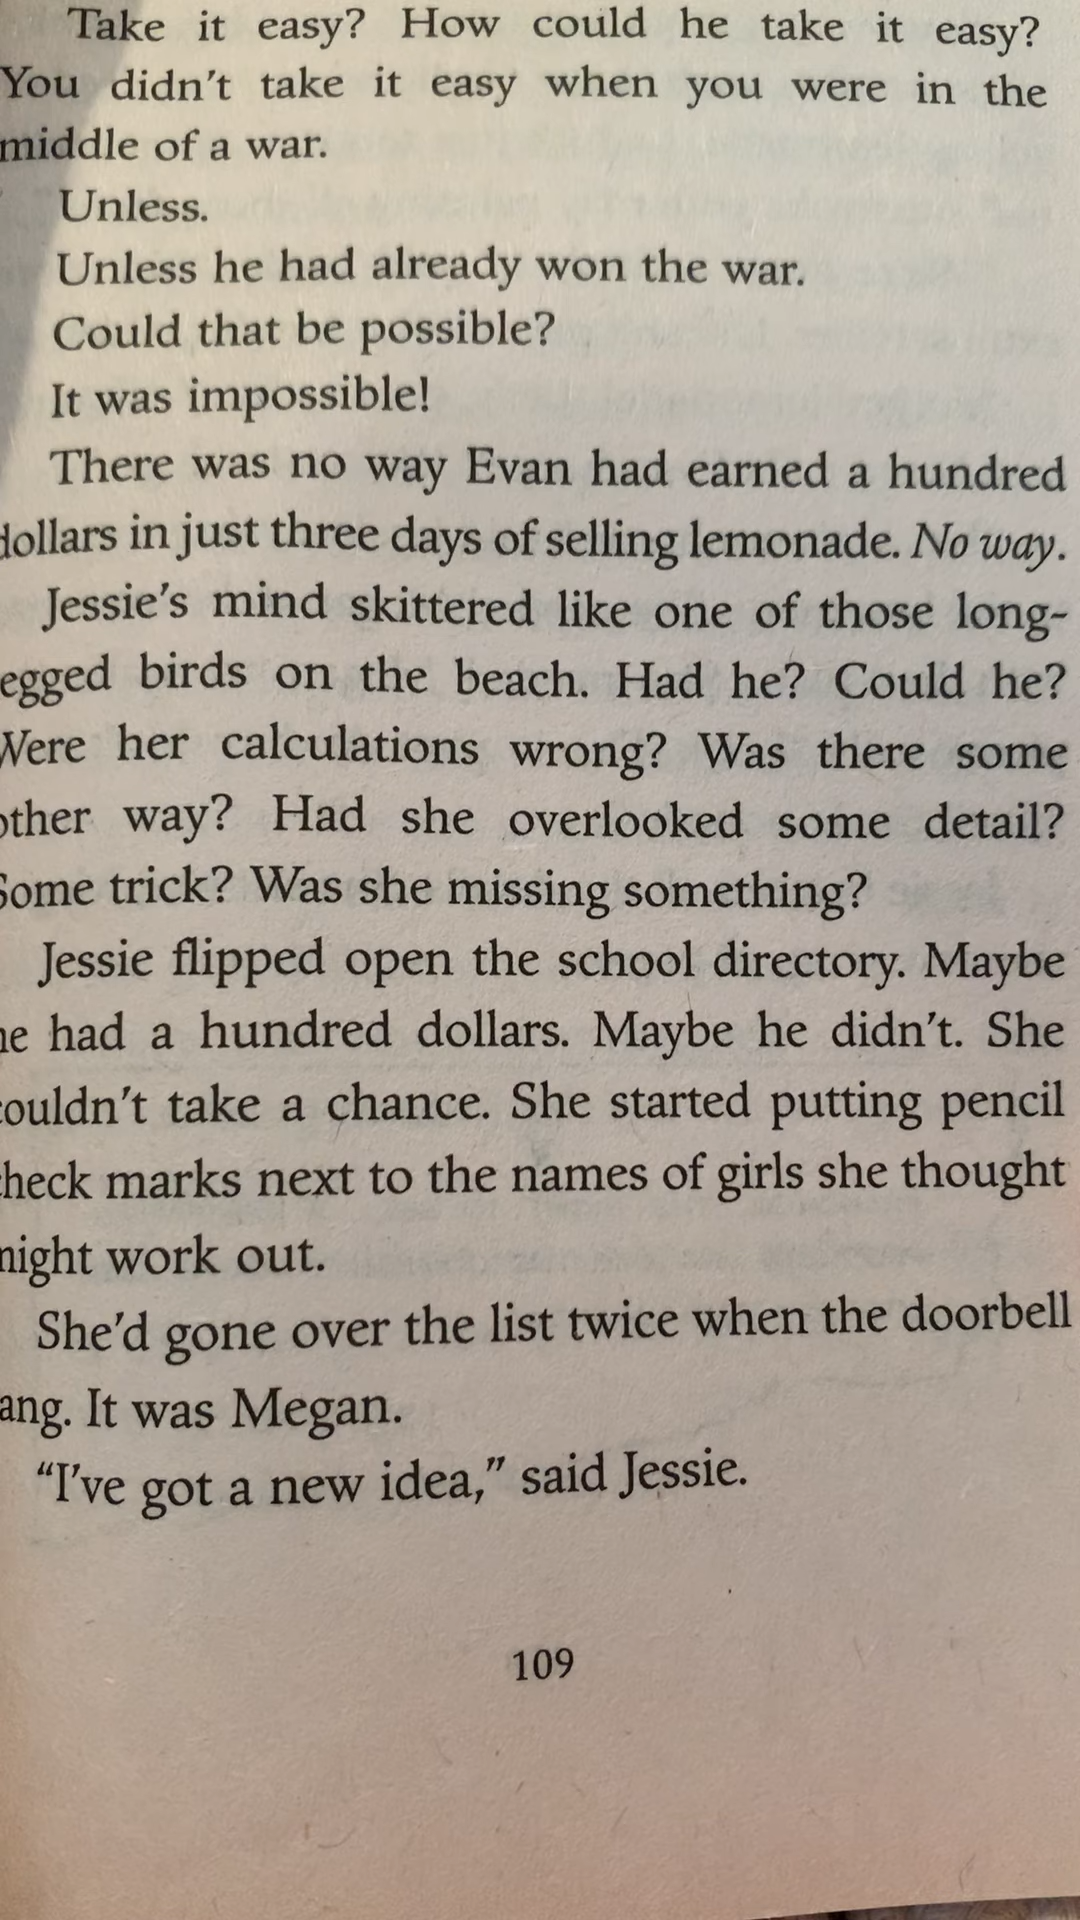 Take it easy? How could he take it easy?
You didn't take it easy when you were in the
middle of a war.
Unless.
Unless he had already won the war.
Could that be possible?
It was impossible!
There was no way Evan had earned a hundred
dollars in just three days of selling lemonade. No way.
Jessie's mind skittered like one of those long-
egged birds on the beach. Had he? Could he?
Were her calculations wrong? Was there some
other way? Had she overlooked some detail?
Some trick? Was she missing something?
Jessie flipped open the school directory. Maybe
he had a hundred dollars. Maybe he didn't. She
couldn't take a chance. She started putting pencil
check marks next to the names of girls she thought
might work out.
She'd gone over the list twice when the doorbell
ang. It was Megan.
"I've got a new idea," said Jessie.
109